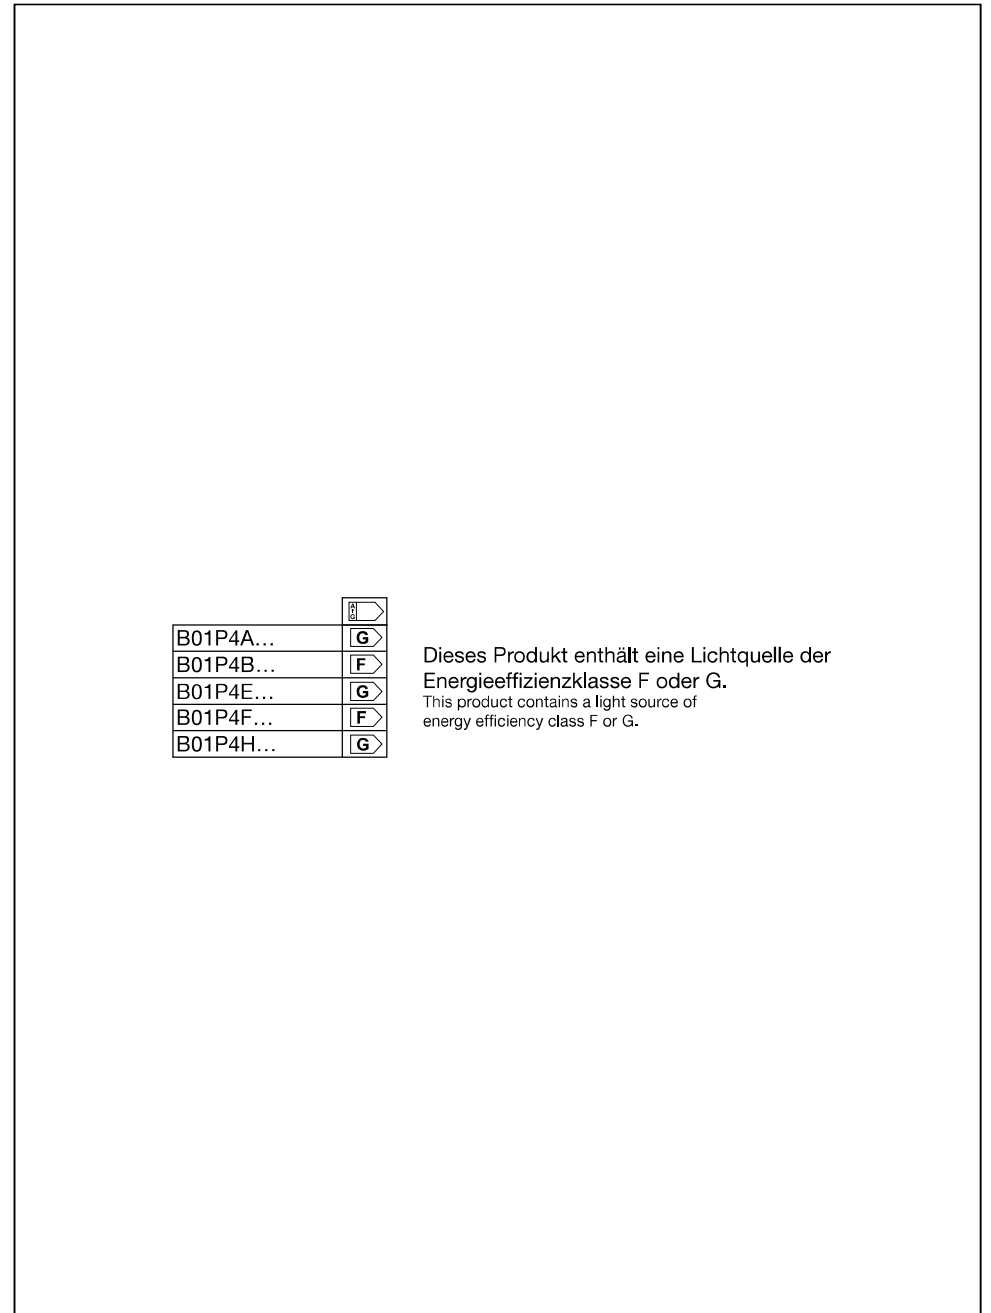 A
G
B01P4A... G
B01P4B... F
B01P4E... G
B01P4F... F
B01P4H... G
Dieses Produkt enthält eine Lichtquelle der
Energieeffizienzklasse F oder G.
This product contains a light source of
energy efficiency class F or G.